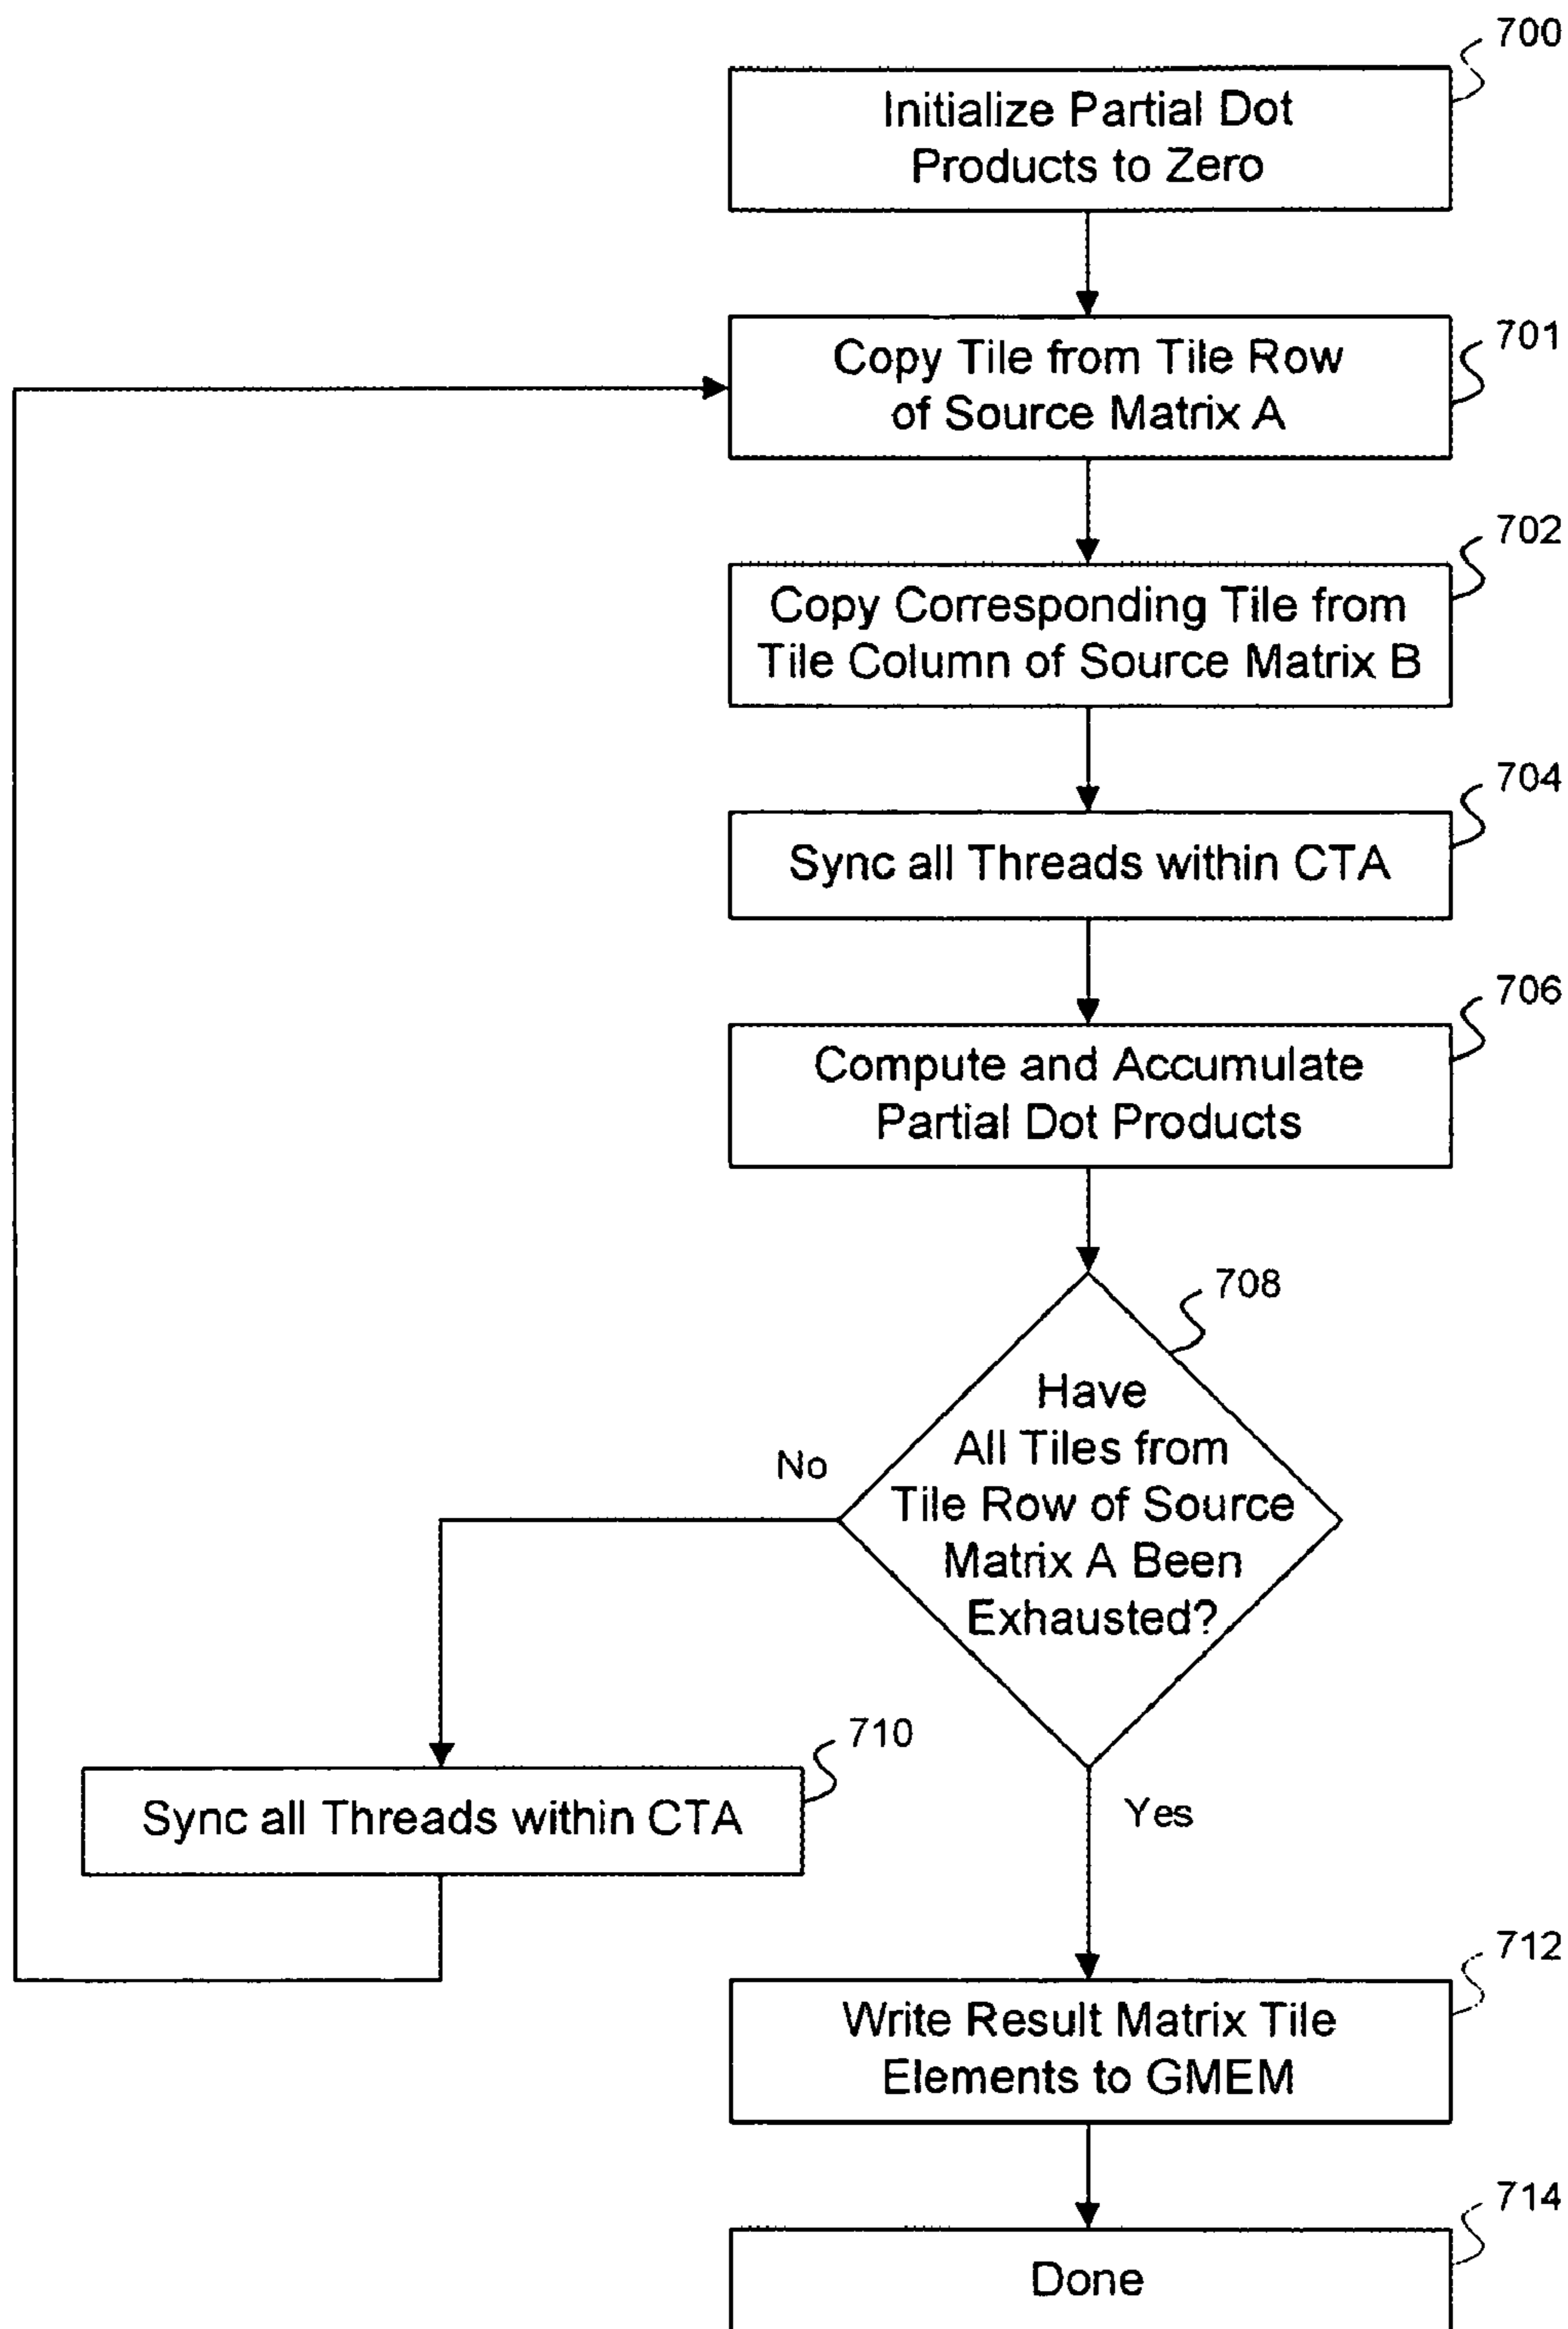 700
Initialize Partial Dot
Products to Zero
701
Copy Tile from Tile Row
of Source Matrix A
702
Copy Corresponding Tile from
Tile Column of Source Matrix B
704
Sync all Threads within CTA
706
Compute and Accumulate
Partial Dot Products
708
Have
All Tiles from
Tile Row of Source
Matrix A Been
Exhausted?
No
710
Sync all Threads within CTA
Yes
712
Write Result Matrix Tile
Elements to GMEM
714
Done